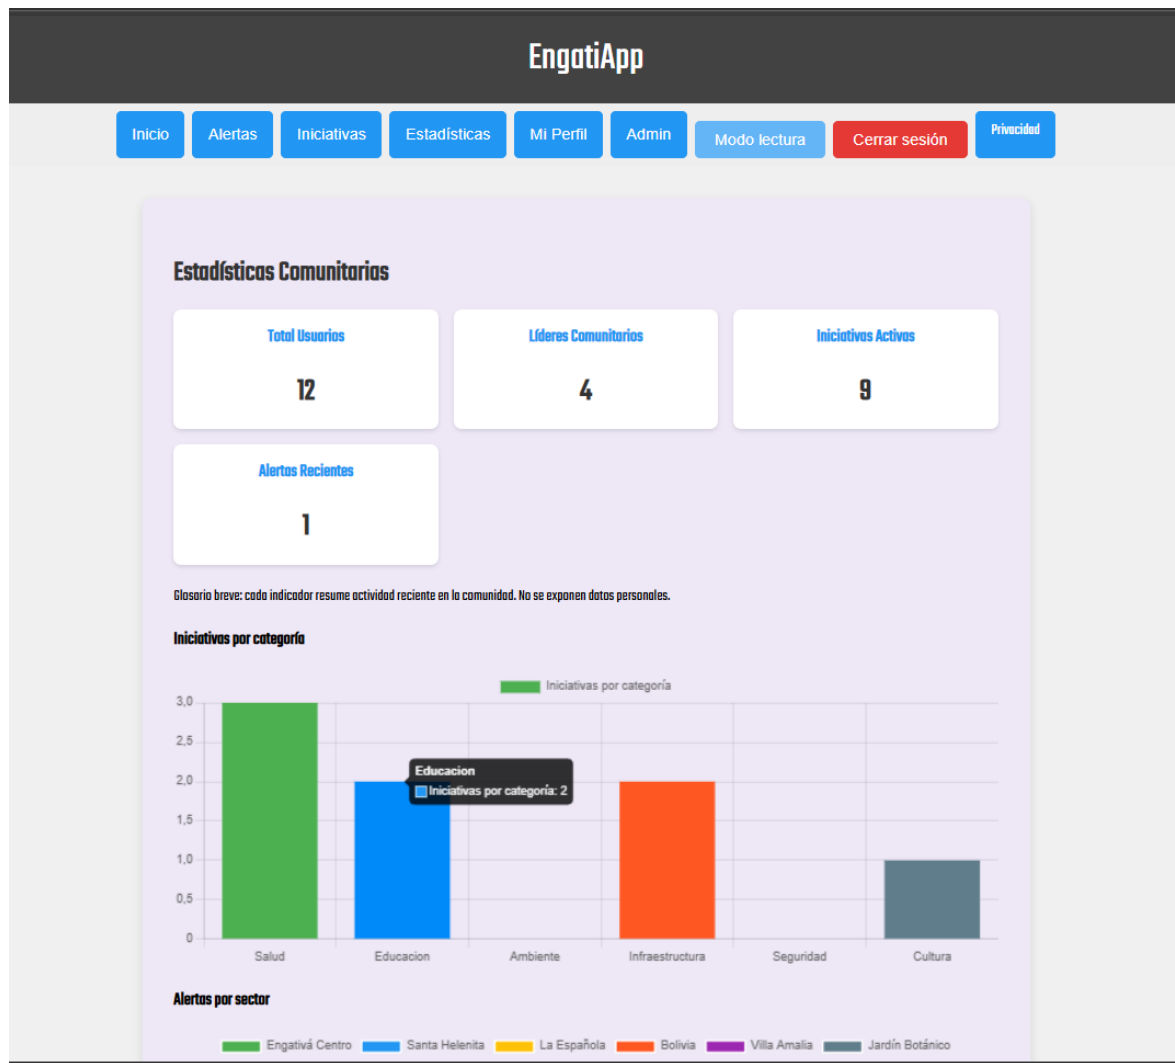 EngatiApp
Inicio Alertas Iniciativas Estadísticas Mi Perfil Admin Modo lectura Cerrar sesión Privacidad
Estadísticas Comunitarias
Total Usuarios Líderes Comunitarios Iniciativas Activas
12 4 9
Alertas Recientes
1
Glosario breve: cada indicador resume actividad reciente en la comunidad. No se exponen datos personales.
Iniciativas por categoría
Iniciativas por categoría
3,0
2,5
Educacion
2,0
Iniciativas por categoría: 2
1,5
1,0
0,5
0
Salud Educacion Ambiente Infraestructura Seguridad Cultura
Alertas por sector
Engativá Centro Santa Helenita La Española Bolivia Villa Amalia Jardín Botánico